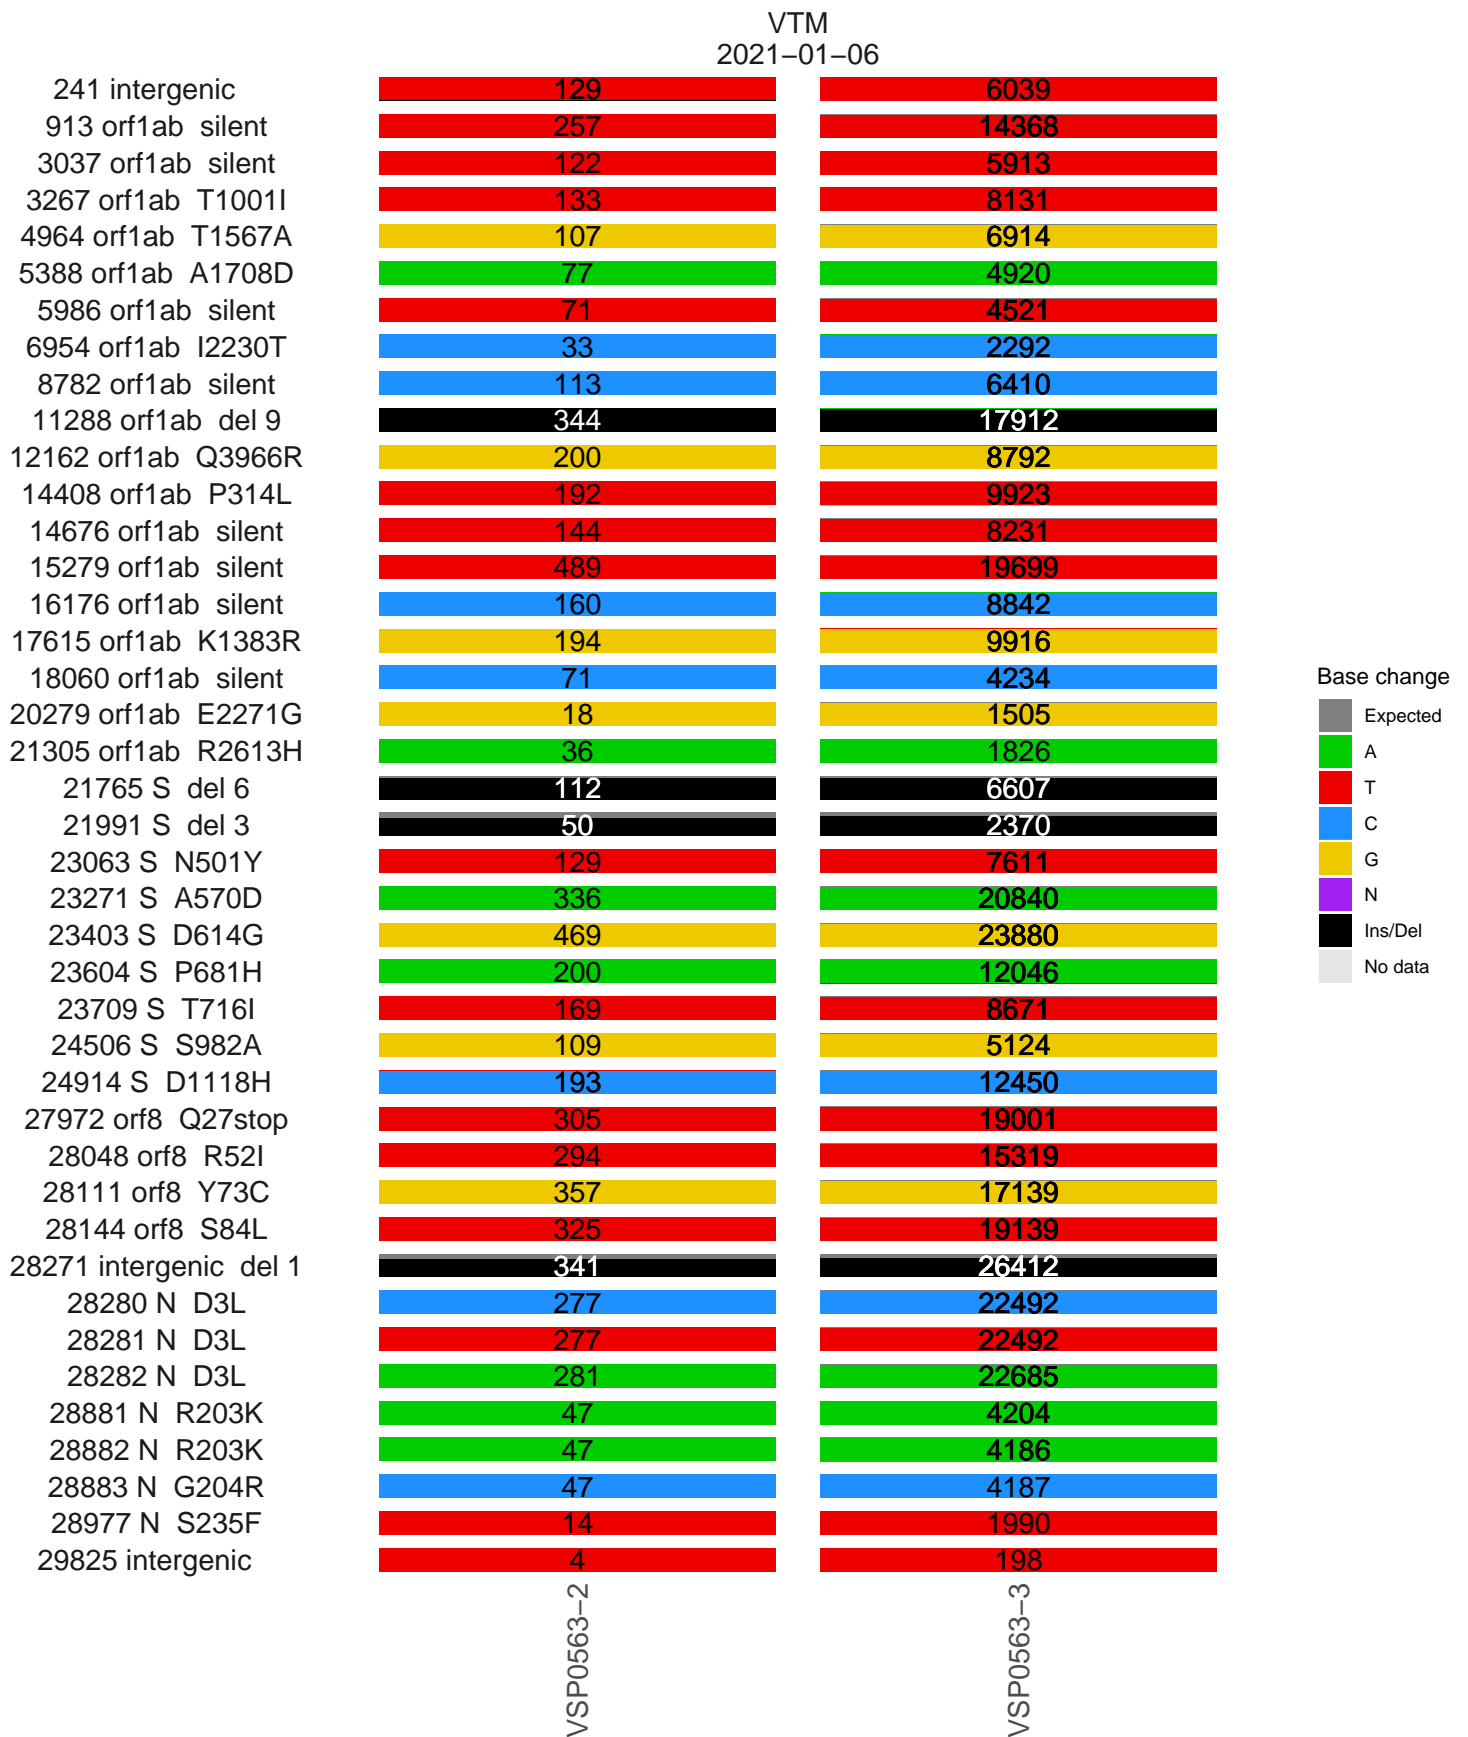 VTM
2021−01−06
241 intergenic 129 6039
913 orf1ab silent 257 14368
3037 orf1ab silent 122 5913
3267 orf1ab T1001I 133 8131
4964 orf1ab T1567A 107 6914
5388 orf1ab A1708D 77 4920
5986 orf1ab silent 71 4521
6954 orf1ab I2230T 33 2292
8782 orf1ab silent 113 6410
11288 orf1ab del 9 344 17912
12162 orf1ab Q3966R 200 8792
14408 orf1ab P314L 192 9923
14676 orf1ab silent 144 8231
15279 orf1ab silent 489 19699
16176 orf1ab silent 160 8842
17615 orf1ab K1383R 194 9916
18060 orf1ab silent 71 4234
20279 orf1ab E2271G 18 1505
21305 orf1ab R2613H 36 1826
21765 S del 6 112 6607
21991 S del 3 50 2370
23063 S N501Y 129 7611
23271 S A570D 336 20840
23403 S D614G 469 23880
23604 S P681H 200 12046
23709 S T716I 169 8671
24506 S S982A 109 5124
24914 S D1118H 193 12450
27972 orf8 Q27stop 305 19001
28048 orf8 R52I 294 15319
28111 orf8 Y73C 357 17139
28144 orf8 S84L 325 19139
28271 intergenic del 1 341 26412
28280 N D3L 277 22492
28281 N D3L 277 22492
28282 N D3L 281 22685
28881 N R203K 47 4204
28882 N R203K 47 4186
28883 N G204R 47 4187
28977 N S235F 14 1990
29825 intergenic 4 198
VSP0563−2
VSP0563−3
Base change
Expected
A
T
C
G
N
Ins/Del
No data